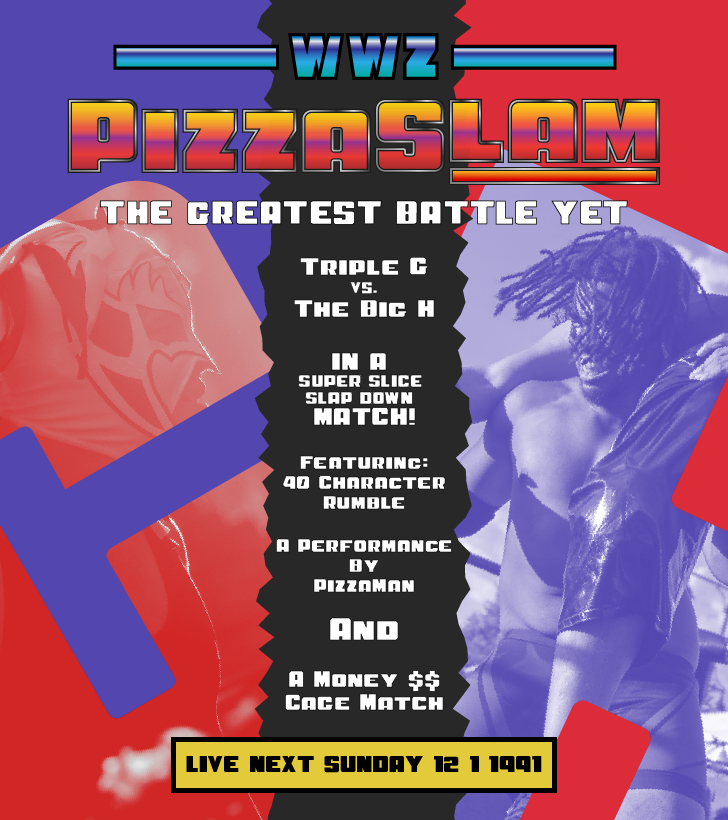 WWZ
PIZZASLAM
THE GREATEST BATTLE YET
TRIPLE G
VS.
THE BIG H
IN A
SUPER SLICE
SLAP DOWN
MATCH!
FEATURING:
40 CHARACTER
RUMBLE
A PERFORMANCE
BY
PIZZAMAN
AND
A MONEY $$
CAGE MATCH
LIVE NEXT SUNDAY 12 1 1991